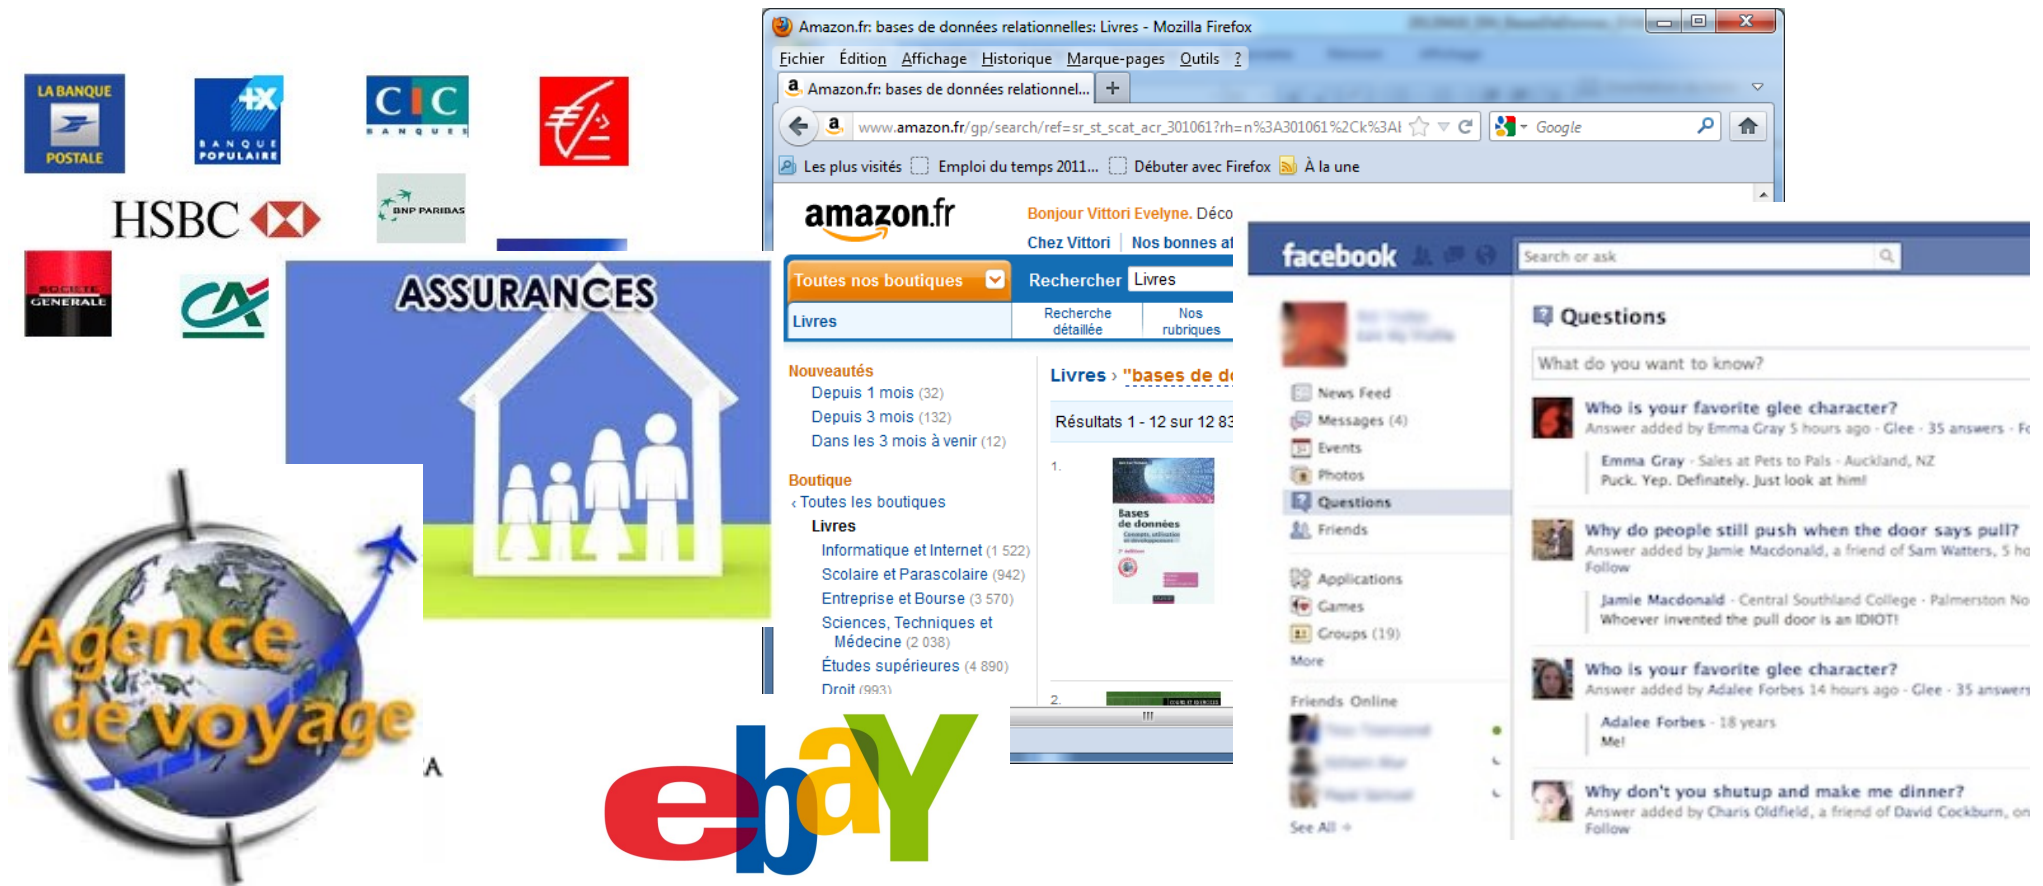 LA BANQUE
POSTALE
BANQUE
POPULAIRE
CIC
BANQUES
HSBC
BNP PARIBAS
SOCIETE
GENERALE
CA
ASSURANCES
Agence
de voyage
ebay
Amazon.fr: bases de données relationnelles: Livres - Mozilla Firefox
Fichier Édition Affichage Historique Marque-pages Outils ?
Amazon.fr: bases de données relationnel...
www.amazon.fr/gp/search/ref=sr_st_scat_acr_301061?rh=n%3A301061%2Ck%3Al
Google
Les plus visités Emploi du temps 2011... Débuter avec Firefox À la une
amazon.fr
Bonjour Vittori Evelyne. Déco
Chez Vittori Nos bonnes af
Toutes nos boutiques Rechercher Livres
Livres
Recherche détaillée
Nos rubriques
Nouveautés
Depuis 1 mois (32)
Depuis 3 mois (132)
Dans les 3 mois à venir (12)
Boutique
‹ Toutes les boutiques
Livres
Informatique et Internet (1 522)
Scolaire et Parascolaire (942)
Entreprise et Bourse (3 570)
Sciences, Techniques et
Médecine (2 038)
Études supérieures (4 890)
Droit (993)
Livres › "bases de d
Résultats 1 - 12 sur 12 83
1.
Bases
de données
2.
facebook
Search or ask
News Feed
Messages (4)
Events
Photos
Questions
Friends
Applications
Games
Groups (19)
More
Friends Online
See All
Questions
What do you want to know?
Who is your favorite glee character?
Answer added by Emma Gray 5 hours ago - Glee - 35 answers - Fo
Emma Gray - Sales at Pets to Pals - Auckland, NZ
Puck. Yep. Definately. Just look at him!
Why do people still push when the door says pull?
Answer added by Jamie Macdonald, a friend of Sam Watters, 5 ho
Follow
Jamie Macdonald - Central Southland College - Palmerston No
Whoever invented the pull door is an IDIOT!
Who is your favorite glee character?
Answer added by Adalee Forbes 14 hours ago - Glee - 35 answers
Adalee Forbes - 18 years
Me!
Why don't you shutup and make me dinner?
Answer added by Charis Oldfield, a friend of David Cockburn, on
Follow